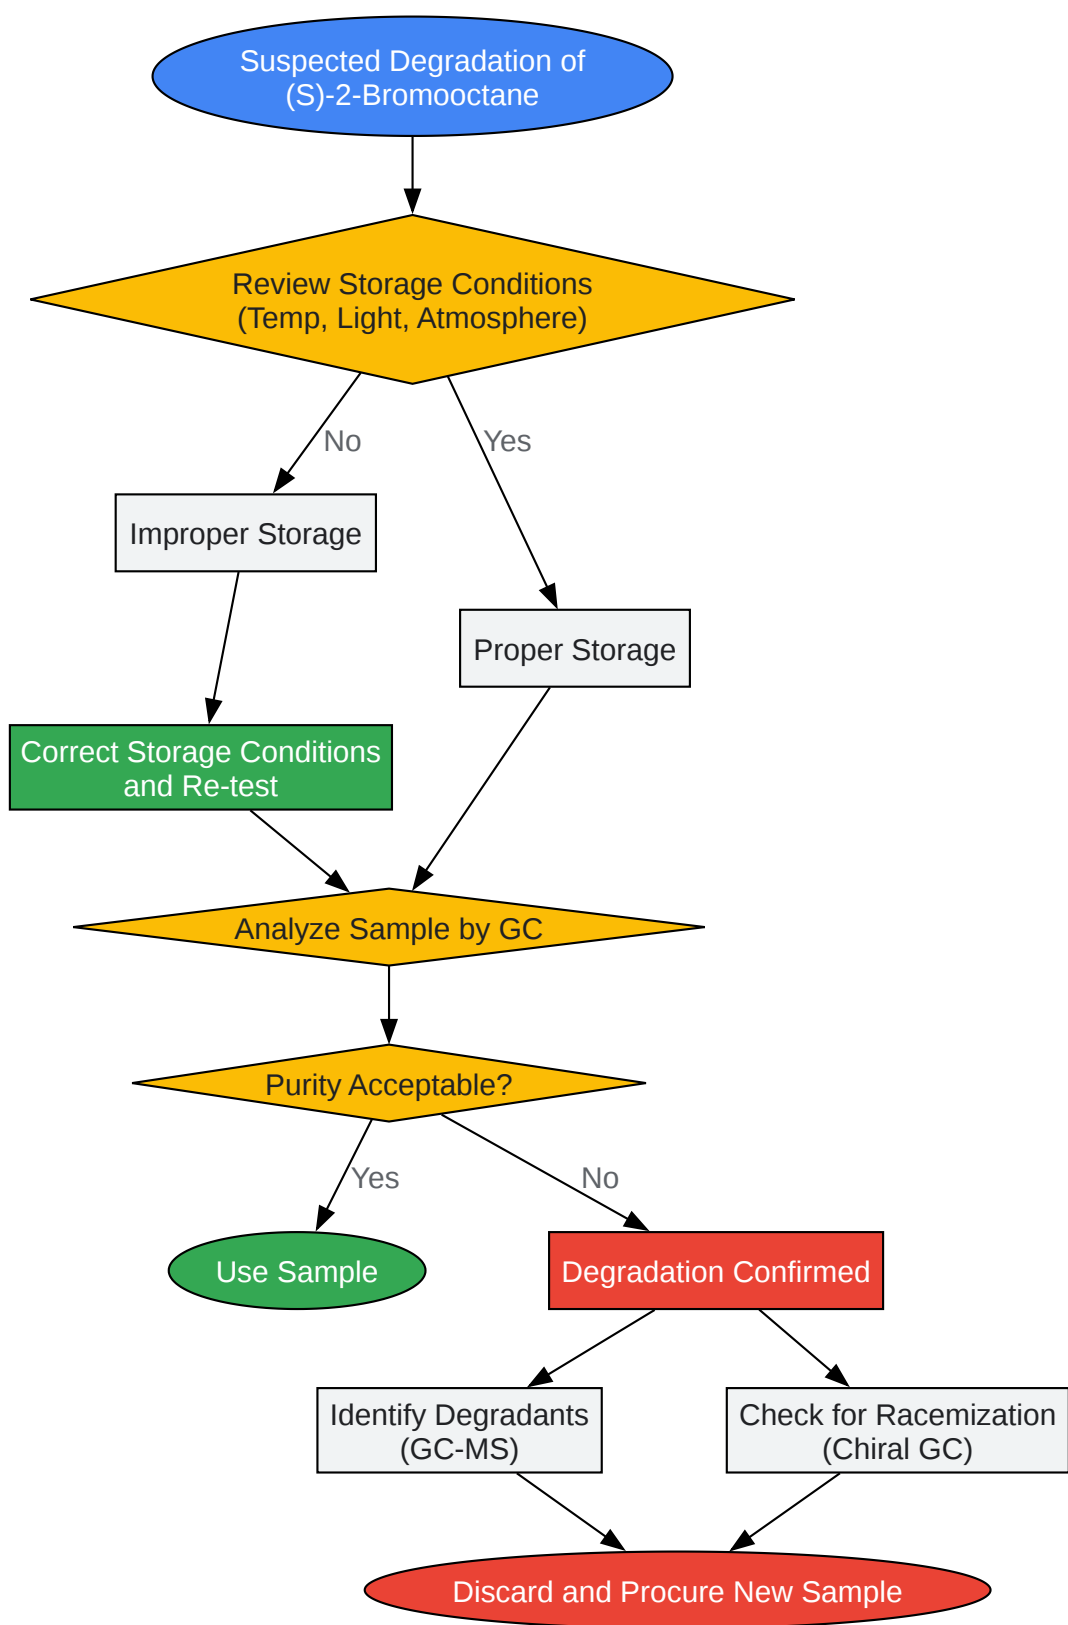 Suspected Degradation of
(S)-2-Bromooctane
Review Storage Conditions
(Temp, Light, Atmosphere)
No
Yes
Improper Storage
Proper Storage
Correct Storage Conditions
and Re-test
Analyze Sample by GC
Purity Acceptable?
Yes
No
Use Sample
Degradation Confirmed
Identify Degradants
(GC-MS)
Check for Racemization
(Chiral GC)
Discard and Procure New Sample